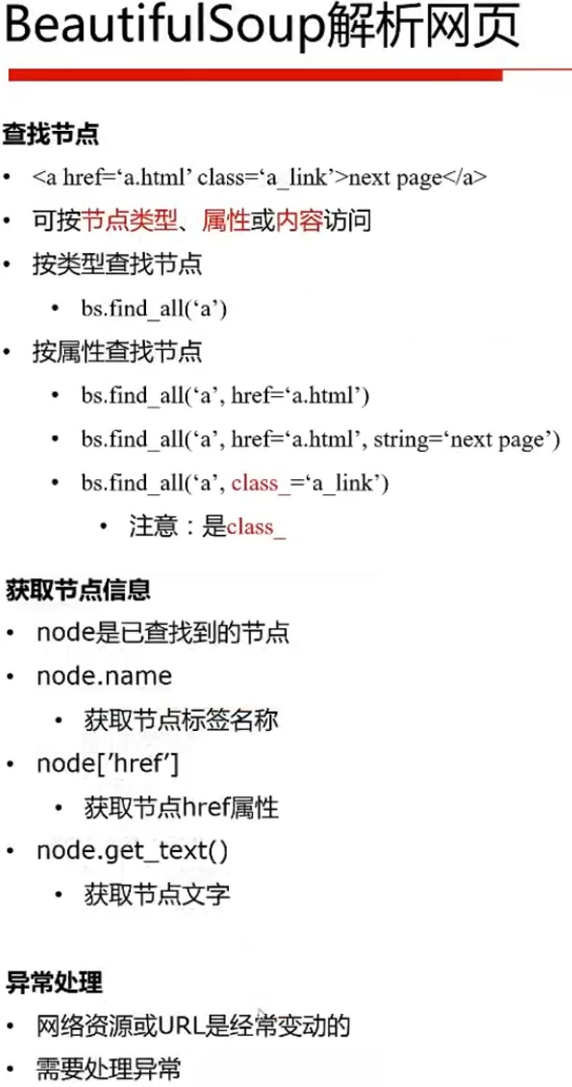 BeautifulSoup解析网页
查找节点
• <a href=‘a.html’ class=‘a_link’>next page</a>
• 可按节点类型、属性或内容访问
• 按类型查找节点
• bs.find_all(‘a’)
• 按属性查找节点
• bs.find_all(‘a’, href=‘a.html’)
• bs.find_all(‘a’, href=‘a.html’, string=‘next page’)
• bs.find_all(‘a’, class_=‘a_link’)
• 注意：是class_
获取节点信息
• node是已查找到的节点
• node.name
• 获取节点标签名称
• node[’href’]
• 获取节点href属性
• node.get_text()
• 获取节点文字
异常处理
• 网络资源或URL是经常变动的
• 需要处理异常